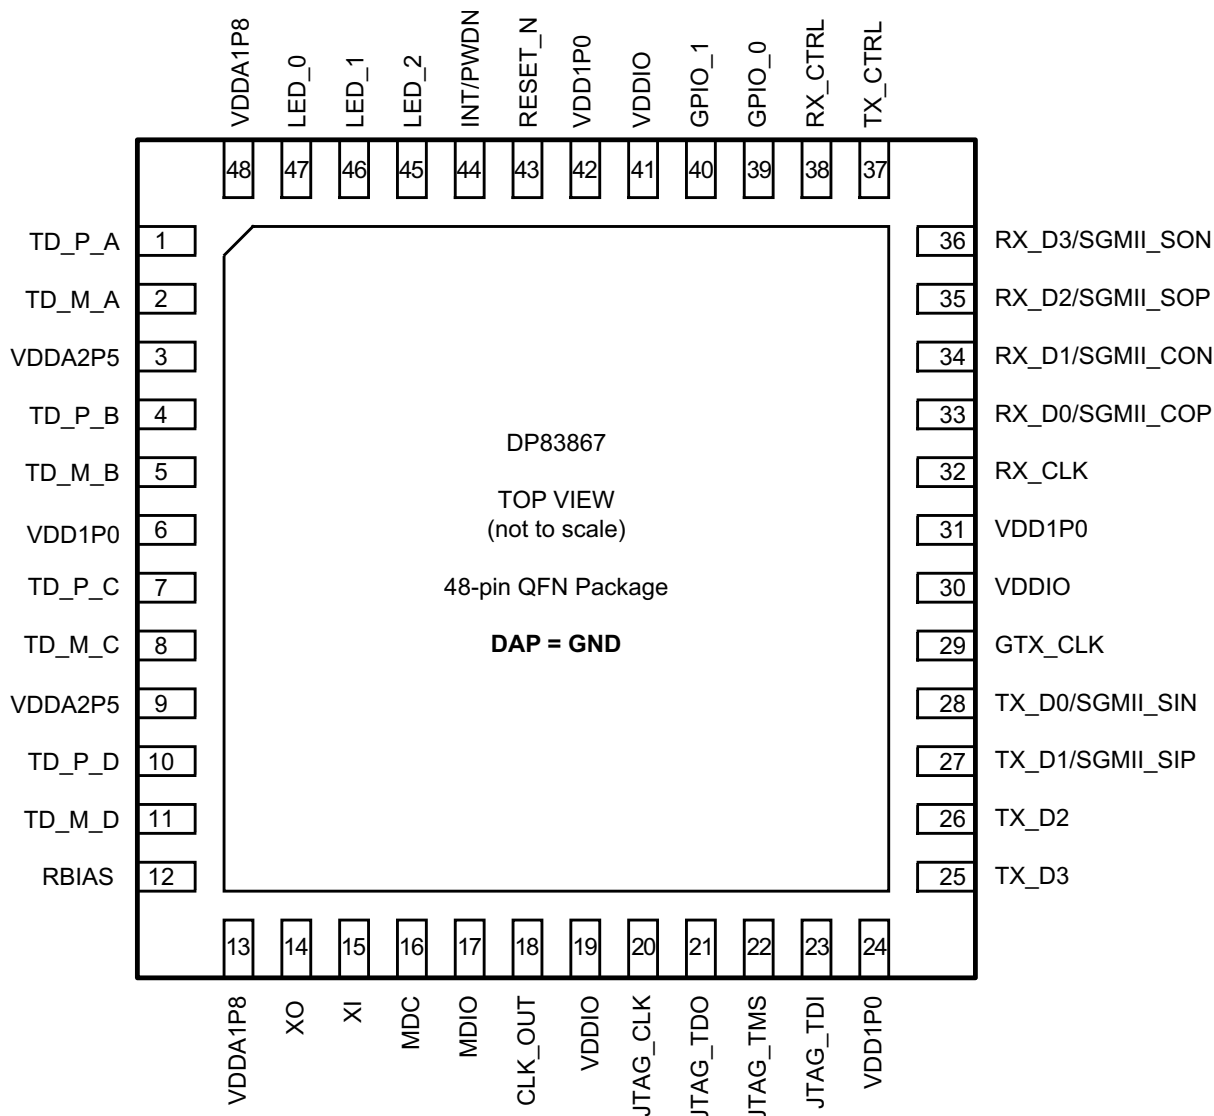 VDDA1P8
LED_0
LED_1
LED_2
INT/PWDN
RESET_N
VDD1P0
VDDIO
GPIO_1
GPIO_0
RX_CTRL
TX_CTRL
48 47 46 45 44 43 42 41 40 39 38 37
TD_P_A 1
TD_M_A 2
VDDA2P5 3
TD_P_B 4
TD_M_B 5
VDD1P0 6
TD_P_C 7
TD_M_C 8
VDDA2P5 9
TD_P_D 10
TD_M_D 11
RBIAS 12
DP83867
TOP VIEW
(not to scale)
48-pin QFN Package
DAP = GND
36 RX_D3/SGMII_SON
35 RX_D2/SGMII_SOP
34 RX_D1/SGMII_CON
33 RX_D0/SGMII_COP
32 RX_CLK
31 VDD1P0
30 VDDIO
29 GTX_CLK
28 TX_D0/SGMII_SIN
27 TX_D1/SGMII_SIP
26 TX_D2
25 TX_D3
13 14 15 16 17 18 19 20 21 22 23 24
VDDA1P8
XO
XI
MDC
MDIO
CLK_OUT
VDDIO
JTAG_CLK
JTAG_TDO
JTAG_TMS
JTAG_TDI
VDD1P0